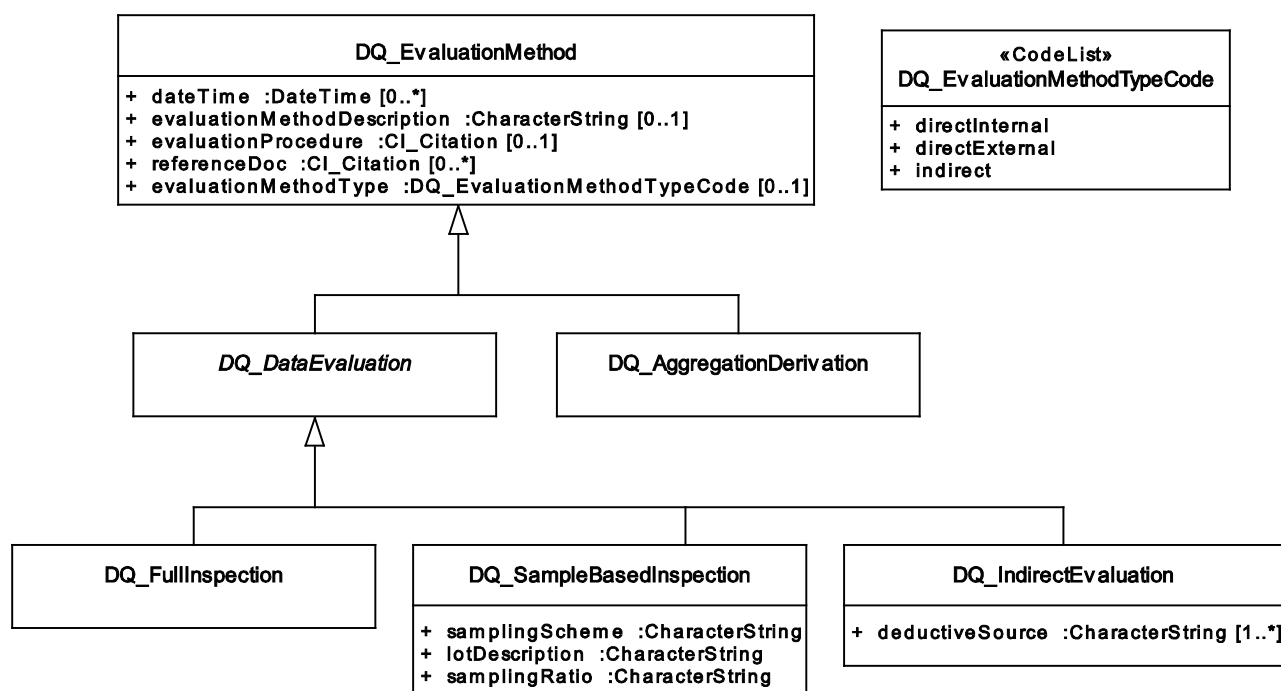 DQ_EvaluationMethod
+ dateTime :DateTime [0..*]
+ evaluationMethodDescription :CharacterString [0..1]
+ evaluationProcedure :CI_Citation [0..1]
+ referenceDoc :CI_Citation [0..*]
+ evaluationMethodType :DQ_EvaluationMethodTypeCode [0..1]
«CodeList»
DQ_EvaluationMethodTypeCode
+ directInternal
+ directExternal
+ indirect
DQ_DataEvaluation
DQ_AggregationDerivation
DQ_FullInspection
DQ_SampleBasedInspection
+ samplingScheme :CharacterString
+ lotDescription :CharacterString
+ samplingRatio :CharacterString
DQ_IndirectEvaluation
+ deductiveSource :CharacterString [1..*]